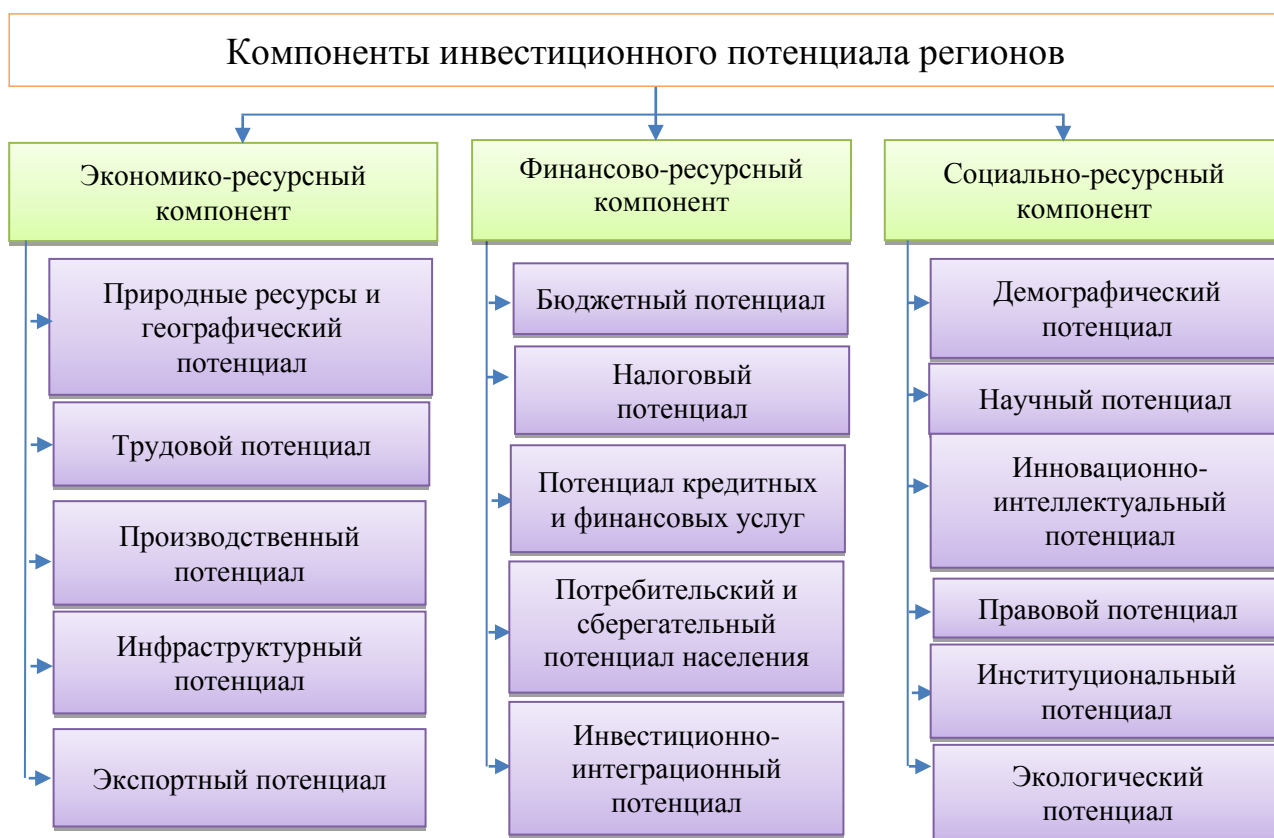 Компоненты инвестиционного потенциала регионов
Экономико-ресурсный
компонент
Природные ресурсы и
географический
потенциал
Трудовой потенциал
Производственный
потенциал
Инфраструктурный
потенциал
Экспортный потенциал
Финансово-ресурсный
компонент
Бюджетный потенциал
Налоговый
потенциал
Потенциал кредитных
и финансовых услуг
Потребительский и
сберегательный
потенциал населения
Инвестиционно-
интеграционный
потенциал
Социально-ресурсный
компонент
Демографический
потенциал
Научный потенциал
Инновационно-
интеллектуальный
потенциал
Правовой потенциал
Институциональный
потенциал
Экологический
потенциал